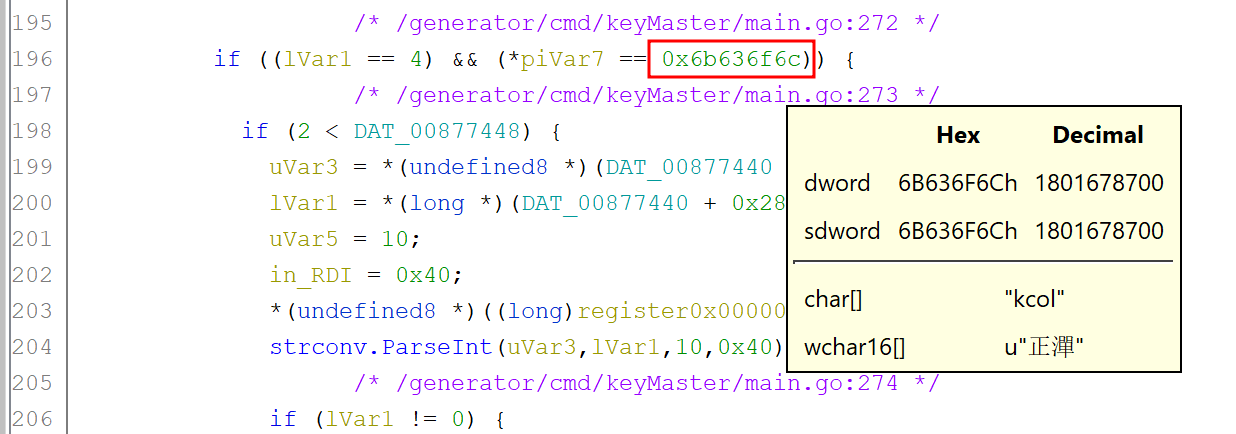 195 /* /generator/cmd/keyMaster/main.go:272 */
196 if ((lVar1 == 4) && (*piVar7 == 0x6b636f6c)) {
197 /* /generator/cmd/keyMaster/main.go:273 */
198 if (2 < DAT_00877448) {
199 uVar3 = *(undefined8 *)(DAT_00877440
200 lVar1 = *(long *)(DAT_00877440 + 0x28
201 uVar5 = 10;
202 in_RDI = 0x40;
203 *(undefined8 *)((long)register0x00000
204 strconv.ParseInt(uVar3,lVar1,10,0x40)
205 /* /generator/cmd/keyMaster/main.go:274 */
206 if (lVar1 != 0) {
Hex Decimal
dword 6B636F6Ch 1801678700
sdword 6B636F6Ch 1801678700
char[] "kcol"
wchar16[] u"潬正"